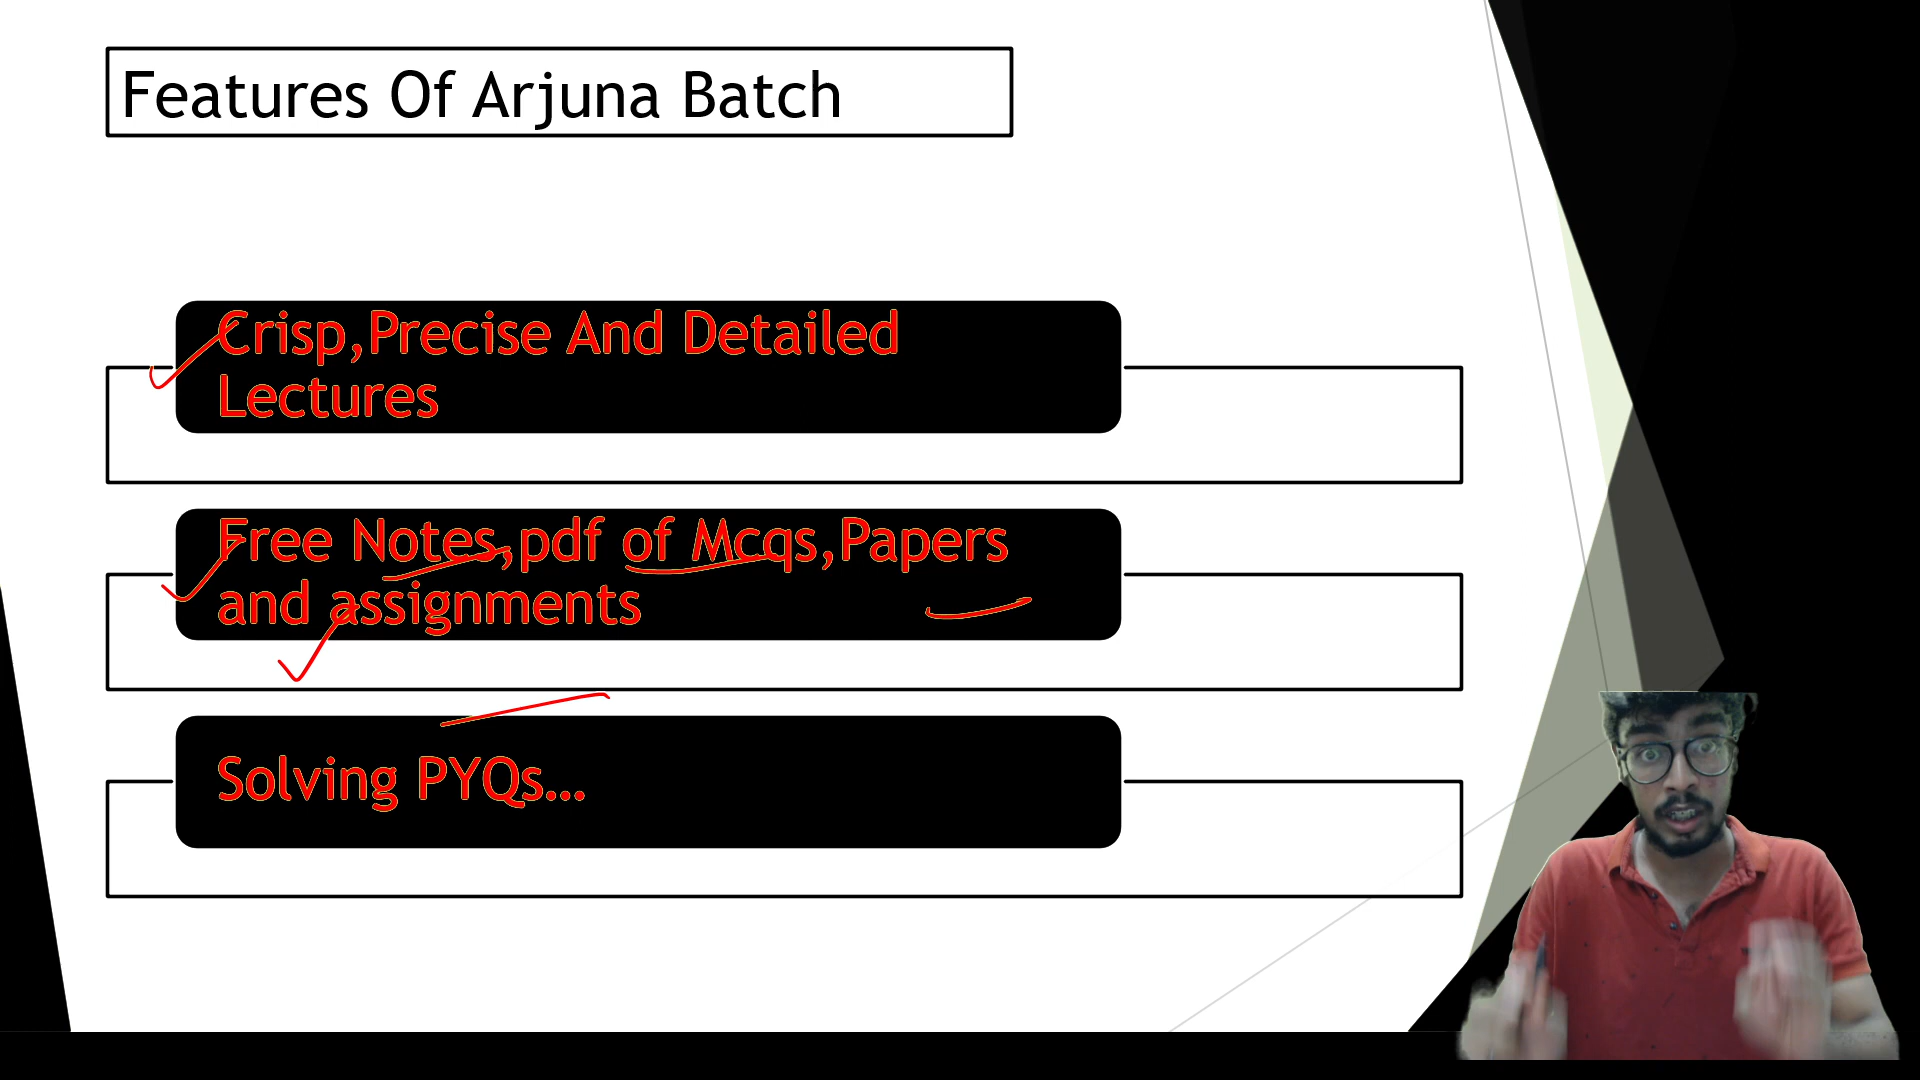 Features Of Arjuna Batch
Crisp,Precise And Detailed
Lectures
Free Notes,pdf of Mcqs,Papers
and assignments
Solving PYQs...